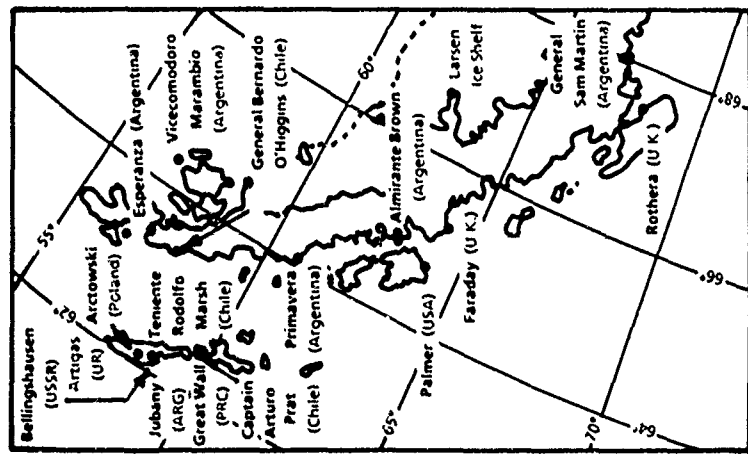 Bellingshausen
(USSR)
Artigas
(UR)
62°
Arctowski
(Poland)
55°
Esperanza (Argentina)
Vicecomodoro
Marambio
(Argentina)
General Bernardo
O'Higgins (Chile)
60°
Larsen
Ice Shelf
General
Sam Martin
(Argentina)
68°
Jubany
(ARG)
Great Wall
(PRC)
Teniente
Rodolfo
Marsh
(Chile)
Captain
Arturo
Prat
(Chile)
Primavera
(Argentina)
Almirante Brown
(Argentina)
65°
Palmer (USA)
Faraday (U K.)
Rothera (U K.)
66°
70°
64°